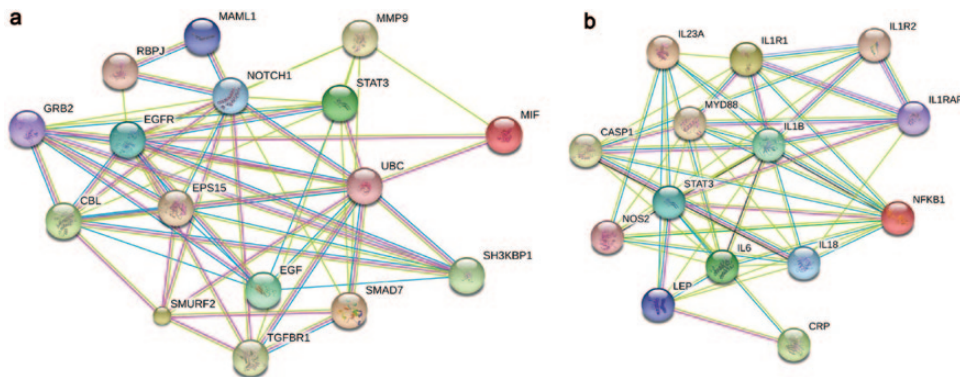 a
MAML1
MMP9
RBPJ
NOTCH1
STAT3
GRB2
EGFR
MIF
UBC
EPS15
CBL
SH3KBP1
EGF
SMAD7
SMURF2
TGFBR1
b
IL23A
IL1R1
IL1R2
MYD88
IL1RAP
CASP1
IL1B
STAT3
NFKB1
NOS2
IL6
IL18
LEP
CRP